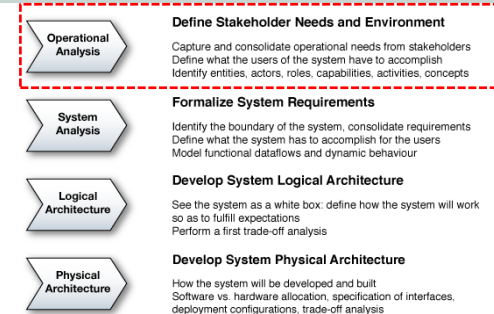 Operational
Analysis
Define Stakeholder Needs and Environment
Capture and consolidate operational needs from stakeholders
Define what the users of the system have to accomplish
Identify entities, actors, roles, capabilities, activities, concepts
System
Analysis
Formalize System Requirements
Identify the boundary of the system, consolidate requirements
Define what the system has to accomplish for the users
Model functional dataflows and dynamic behaviour
Logical
Architecture
Develop System Logical Architecture
See the system as a white box: define how the system will work
so as to fulfill expectations
Perform a first trade-off analysis
Physical
Architecture
Develop System Physical Architecture
How the system will be developed and built
Software vs. hardware allocation, specification of interfaces,
deployment configurations, trade-off analysis